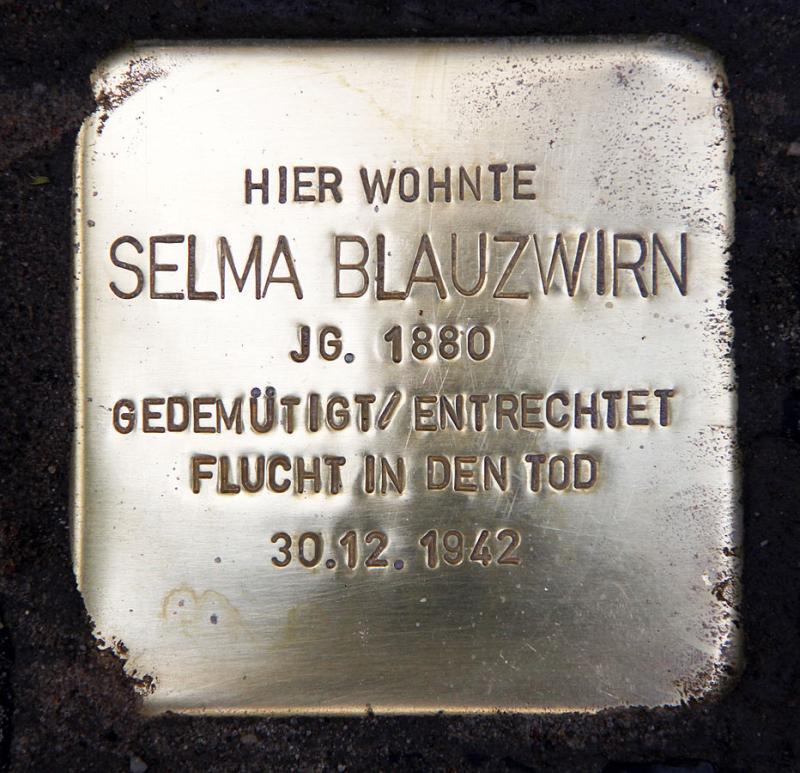 HIER WOHNTE
SELMA BLAUZWIRN
JG. 1880
GEDEMÜTIGT/ENTRECHTET
FLUCHT IN DEN TOD
30.12.1942